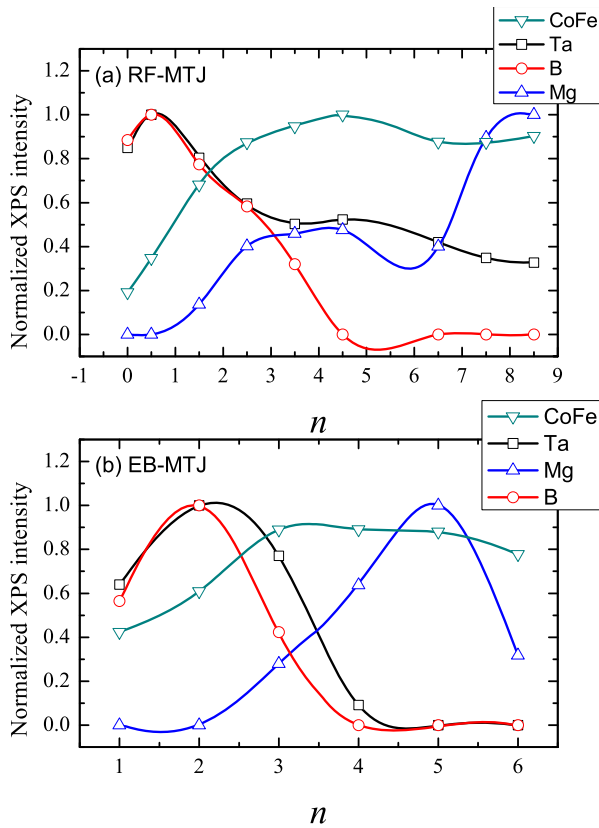 CoFe
Ta
B
Mg
(a) RF-MTJ
Normalized XPS intensity
1.2
1.0
0.8
0.6
0.4
0.2
0.0
-1 0 1 2 3 4 5 6 7 8 9
n
CoFe
Ta
Mg
B
(b) EB-MTJ
Normalized XPS intensity
1.2
1.0
0.8
0.6
0.4
0.2
0.0
1 2 3 4 5 6
n